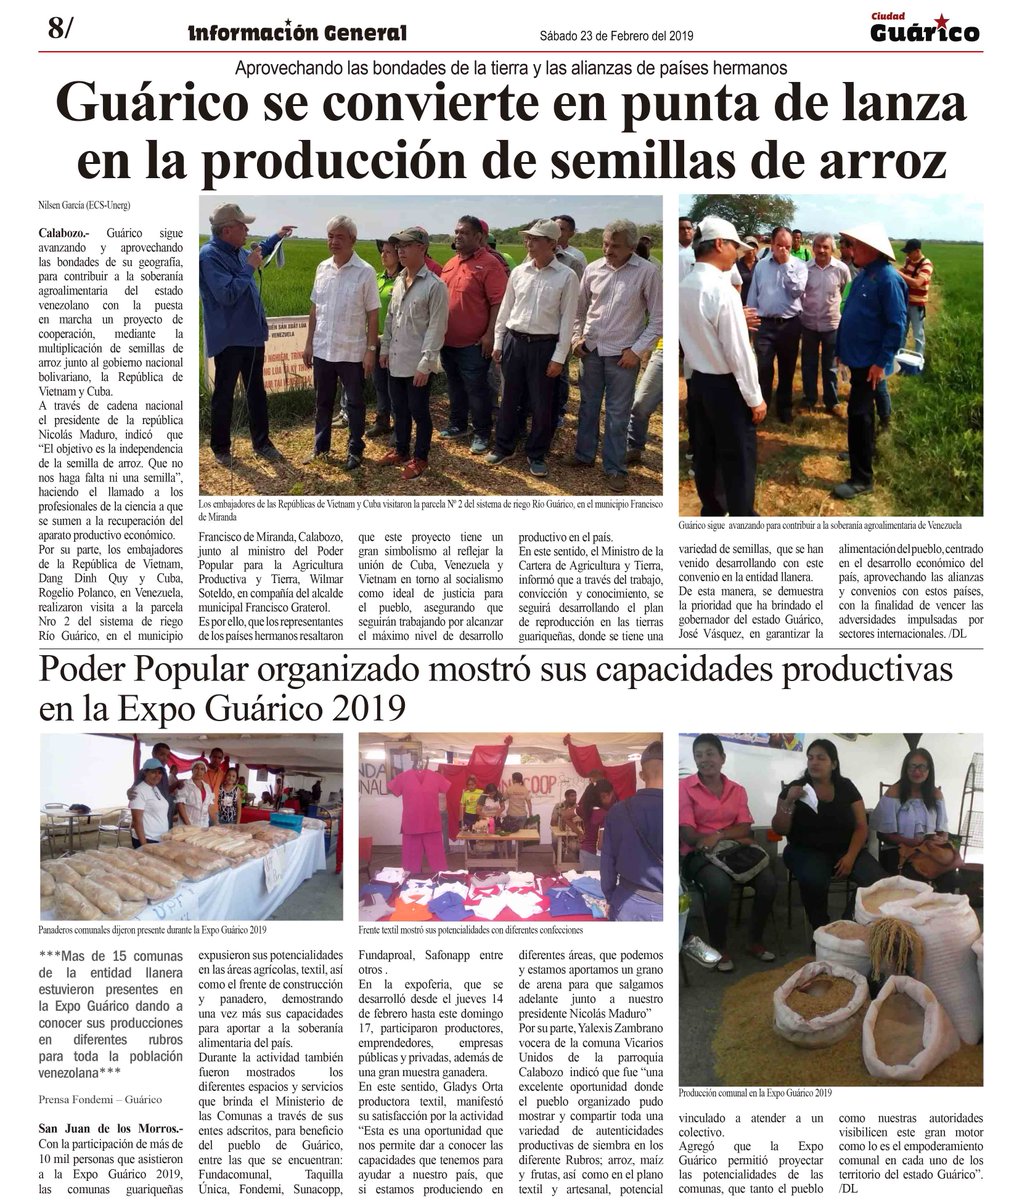 8/
Información General
Sábado 23 de Febrero del 2019
Ciudad
Guárico
Aprovechando las bondades de la tierra y las alianzas de países hermanos
Guárico se convierte en punta de lanza
en la producción de semillas de arroz
Nilsen García (ECS-Unerg)
Calabozo.- Guárico sigue
avanzando y aprovechando
las bondades de su geografía,
para contribuir a la soberanía
agroalimentaria del estado
venezolano con la puesta
en marcha un proyecto de
cooperación, mediante la
multiplicación de semillas de
arroz junto al gobierno nacional
bolivariano, la República de
Vietnam y Cuba.
A través de cadena nacional
el presidente de la república
Nicolás Maduro, indicó que
“El objetivo es la independencia
de la semilla de arroz. Que no
nos haga falta ni una semilla”,
haciendo el llamado a los
profesionales de la ciencia a que
se sumen a la recuperación del
aparato productivo económico.
Por su parte, los embajadores
de la República de Vietnam,
Dang Dinh Quy y Cuba,
Rogelio Polanco, en Venezuela,
realizaron visita a la parcela
Nro 2 del sistema de riego
Río Guárico, en el municipio
Los embajadores de las Repúblicas de Vietnam y Cuba visitaron la parcela Nº 2 del sistema de riego Río Guárico, en el municipio Francisco
de Miranda
Francisco de Miranda, Calabozo,
junto al ministro del Poder
Popular para la Agricultura
Productiva y Tierra, Wilmar
Soteldo, en compañía del alcalde
municipal Francisco Graterol.
Es por ello, que los representantes
de los países hermanos resaltaron
que este proyecto tiene un
gran simbolismo al reflejar la
unión de Cuba, Venezuela y
Vietnam en torno al socialismo
como ideal de justicia para
el pueblo, asegurando que
seguirán trabajando por alcanzar
el máximo nivel de desarrollo
productivo en el país.
En este sentido, el Ministro de la
Cartera de Agricultura y Tierra,
informó que a través del trabajo,
convicción y conocimiento, se
seguirá desarrollando el plan
de reproducción en las tierras
guariqueñas, donde se tiene una
Guárico sigue avanzando para contribuir a la soberanía agroalimentaria de Venezuela
variedad de semillas, que se han
venido desarrollando con este
convenio en la entidad llanera.
De esta manera, se demuestra
la prioridad que ha brindado el
gobernador del estado Guárico,
José Vásquez, en garantizar la
alimentación del pueblo, centrado
en el desarrollo económico del
país, aprovechando las alianzas
y convenios con estos países,
con la finalidad de vencer las
adversidades impulsadas por
sectores internacionales. /DL
Poder Popular organizado mostró sus capacidades productivas
en la Expo Guárico 2019
Panaderos comunales dijeron presente durante la Expo Guárico 2019
Frente textil mostró sus potencialidades con diferentes confecciones
Producción comunal en la Expo Guárico 2019
***Mas de 15 comunas
de la entidad llanera
estuvieron presentes en
la Expo Guárico dando a
conocer sus producciones
en diferentes rubros
para toda la población
venezolana***
Prensa Fondemi – Guárico
San Juan de los Morros.-
Con la participación de más de
10 mil personas que asistieron
a la Expo Guárico 2019,
las comunas guariqueñas
expusieron sus potencialidades
en las áreas agrícolas, textil, así
como el frente de construcción
y panadero, demostrando
una vez más sus capacidades
para aportar a la soberanía
alimentaria del país.
Durante la actividad también
fueron mostrados los
diferentes espacios y servicios
que brinda el Ministerio de
las Comunas a través de sus
entes adscritos, para beneficio
del pueblo de Guárico,
entre las que se encuentran:
Fundacomunal, Taquilla
Única, Fondemi, Sunacopp,
Fundaproal, Safonapp entre
otros .
En la expoferia, que se
desarrolló desde el jueves 14
de febrero hasta este domingo
17, participaron productores,
emprendedores, empresas
públicas y privadas, además de
una gran muestra ganadera.
En este sentido, Gladys Orta
productora textil, manifestó
su satisfacción por la actividad
“Esta es una oportunidad que
nos permite dar a conocer las
capacidades que tenemos para
ayudar a nuestro país, que
si estamos produciendo en
diferentes áreas, que podemos
y estamos aportamos un grano
de arena para que salgamos
adelante junto a nuestro
presidente Nicolás Maduro”
Por su parte, Yalexis Zambrano
vocera de la comuna Vicarios
Unidos de la parroquia
Calabozo indicó que fue “una
excelente oportunidad donde
el pueblo organizado pudo
mostrar y compartir toda una
variedad de autenticidades
productivas de siembra en los
diferente Rubros; arroz, maíz
y frutas, así como en el plano
textil y artesanal, potencial
vinculado a atender a un
colectivo.
Agregó que la Expo
Guárico permitió proyectar
las potencialidades de las
comunas, que tanto el pueblo
como nuestras autoridades
visibilicen este gran motor
como lo es el empoderamiento
comunal en cada uno de los
territorio del estado Guárico”.
/DL